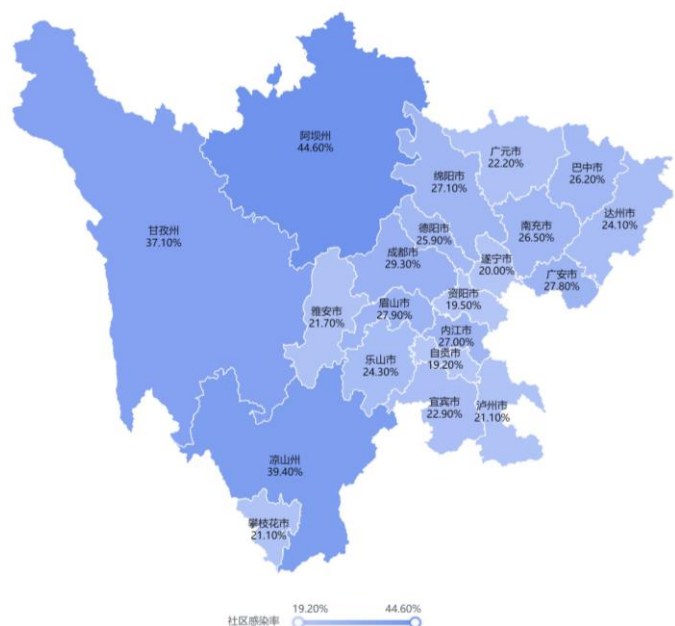 阿坝州
44.60%
广元市
22.20%
巴中市
26.20%
绵阳市
27.10%
达州市
24.10%
甘孜州
37.10%
德阳市
25.90%
南充市
26.50%
成都市
29.30%
遂宁市
20.00%
广安市
27.80%
资阳市
19.50%
雅安市
21.70%
眉山市
27.90%
内江市
27.00%
自贡市
19.20%
乐山市
24.30%
宜宾市
22.90%
泸州市
21.10%
凉山州
39.40%
攀枝花市
21.10%
19.20% 44.60%
社区感染率